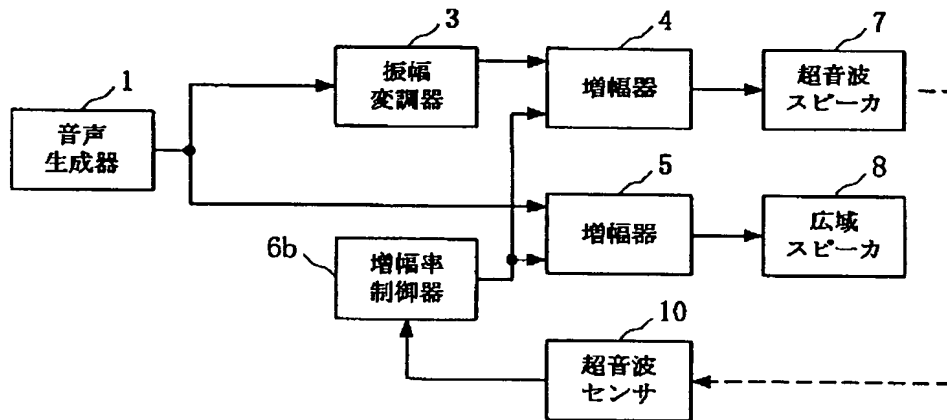 3
振幅
変調器
4
増幅器
7
超音波
スピーカ
1
音声
生成器
5
増幅器
8
広域
スピーカ
6b
増幅率
制御器
10
超音波
センサ